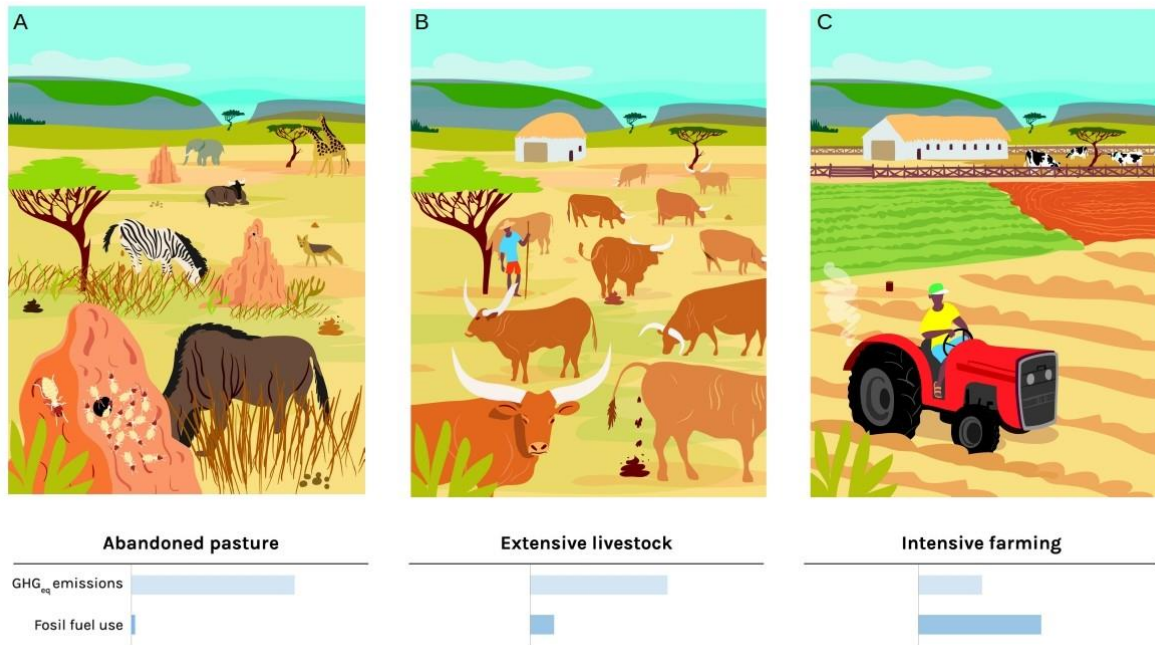 A
B
C
Abandoned pasture
Extensive livestock
Intensive farming
GHGeq emissions
Fosil fuel use